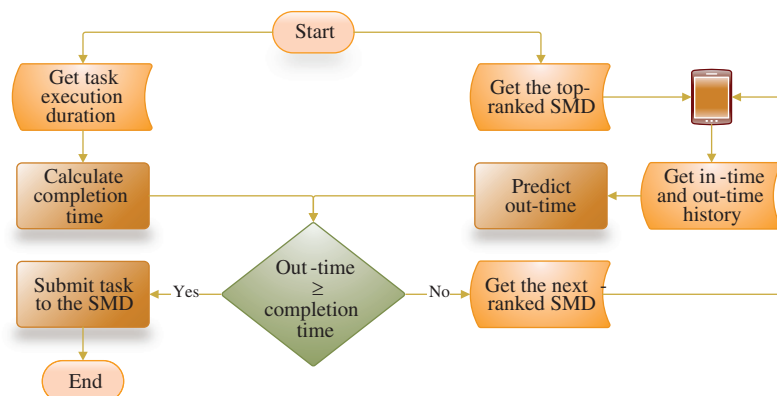 Start
Get task
execution
duration
Get the top-
ranked SMD
Calculate
completion
time
Predict
out-time
Get in -time
and out-time
history
Out -time
≥
completion
time
Yes
No
Submit task
to the SMD
Get the next -
ranked SMD
End